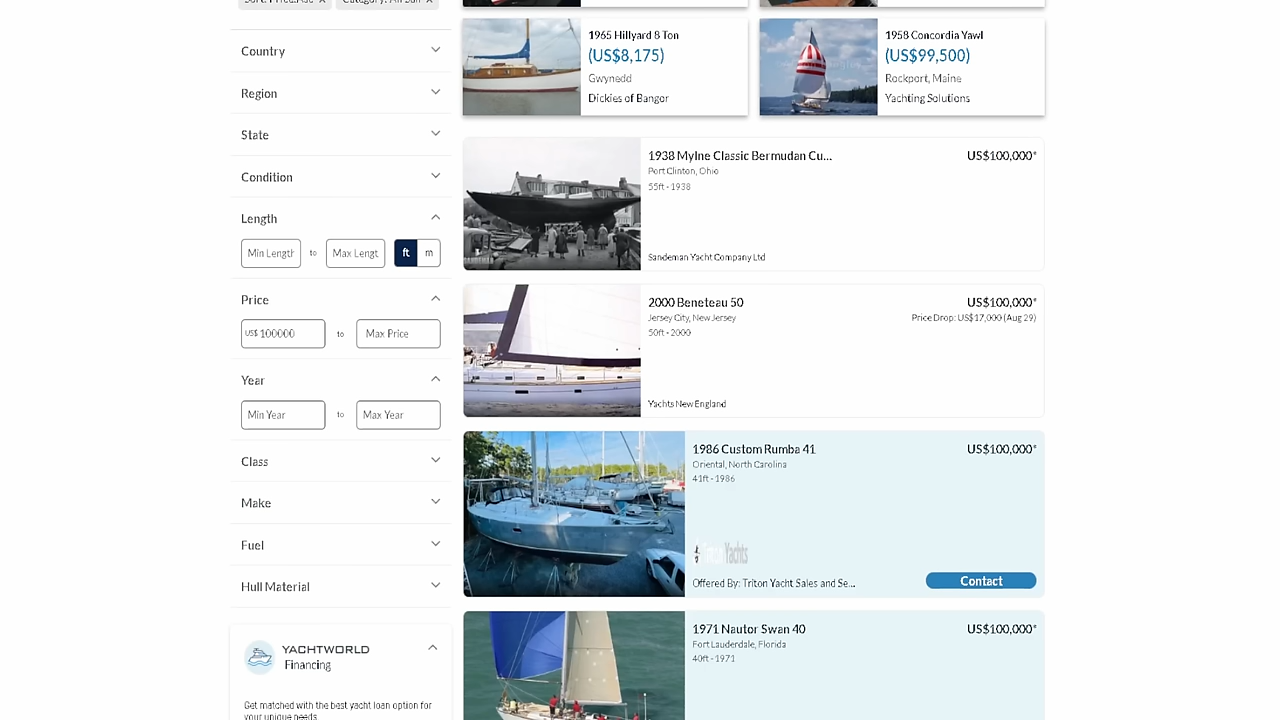 Country
Region
State
Condition
Length
Min Length to Max Lengt ft m
Price
US$ 100000 to Max Price
Year
Min Year to Max Year
Class
Make
Fuel
Hull Material
YACHTWORLD
Financing
Get matched with the best yacht loan option for
your unique needs.
1965 Hillyard 8 Ton
(US$8,175)
Gwynedd
Dickies of Bangor
1958 Concordia Yawl
(US$99,500)
Rockport, Maine
Yachting Solutions
1938 Mylne Classic Bermudan Cu... US$100,000*
Port Clinton, Ohio
55ft - 1938
Sandeman Yacht Company Ltd
2000 Beneteau 50 US$100,000*
Jersey City, New Jersey Price Drop: US$17,000 (Aug 29)
50ft - 2000
Yachts New England
1986 Custom Rumba 41 US$100,000*
Oriental, North Carolina
41ft - 1986
Yachts
Offered By: Triton Yacht Sales and Se... Contact
1971 Nautor Swan 40 US$100,000*
Fort Lauderdale, Florida
40ft - 1971